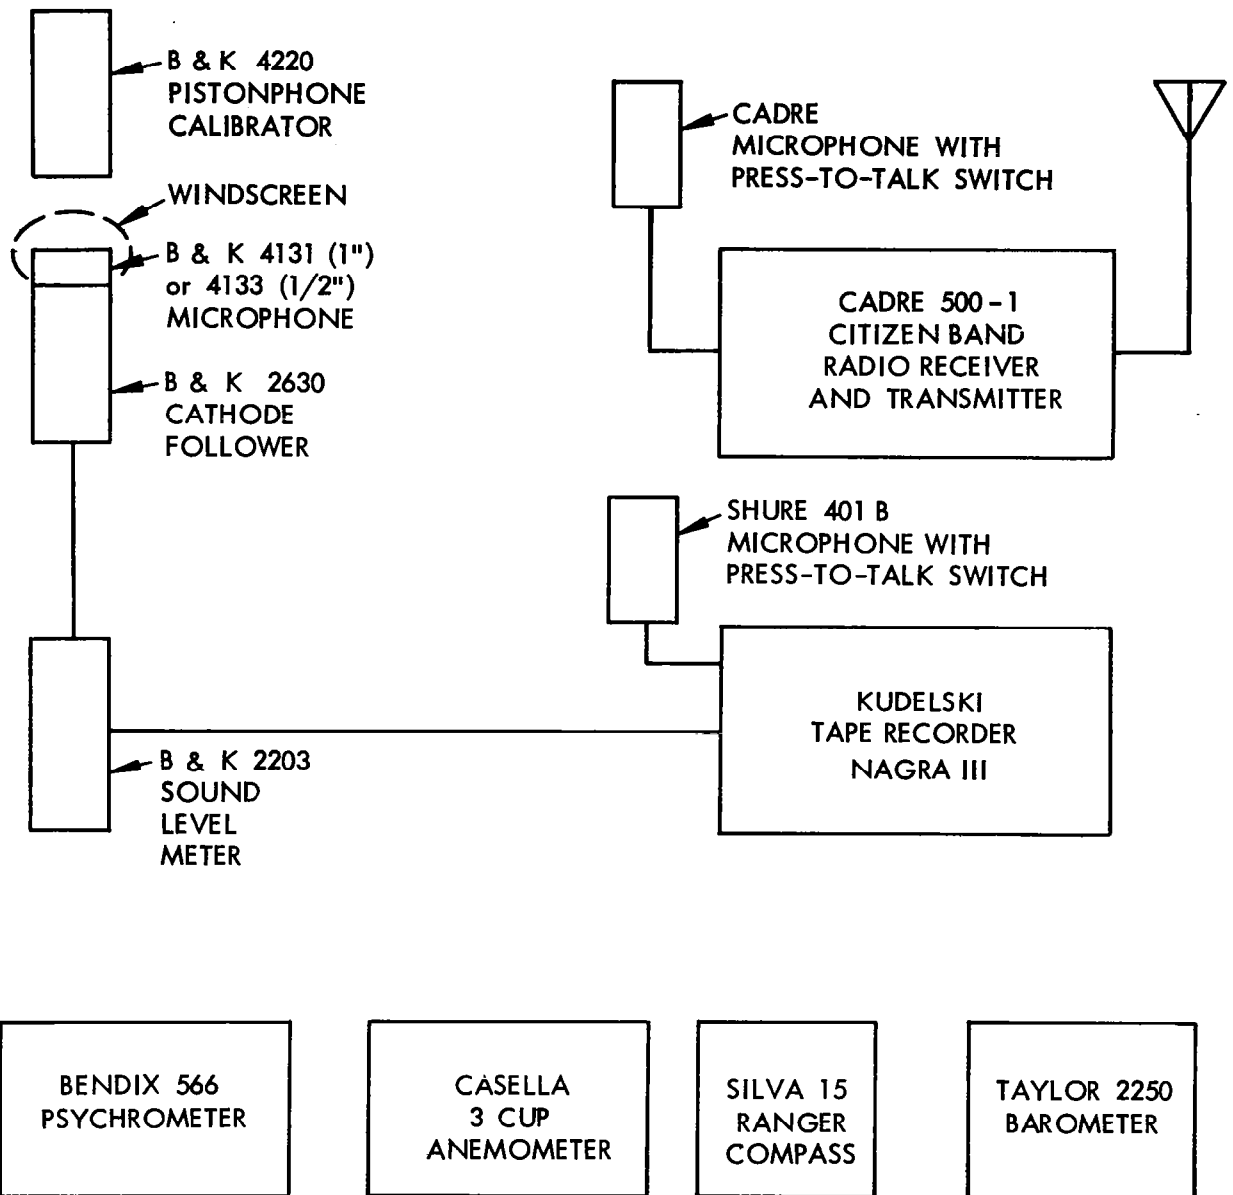 B & K 4220
PISTONPHONE
CALIBRATOR
WINDSCREEN
B & K 4131 (1")
or 4133 (1/2")
MICROPHONE
B & K 2630
CATHODE
FOLLOWER
B & K 2203
SOUND
LEVEL
METER
CADRE
MICROPHONE WITH
PRESS-TO-TALK SWITCH
CADRE 500-1
CITIZEN BAND
RADIO RECEIVER
AND TRANSMITTER
SHURE 401 B
MICROPHONE WITH
PRESS-TO-TALK SWITCH
KUDELSKI
TAPE RECORDER
NAGRA III
BENDIX 566
PSYCHROMETER
CASELLA
3 CUP
ANEMOMETER
SILVA 15
RANGER
COMPASS
TAYLOR 2250
BAROMETER